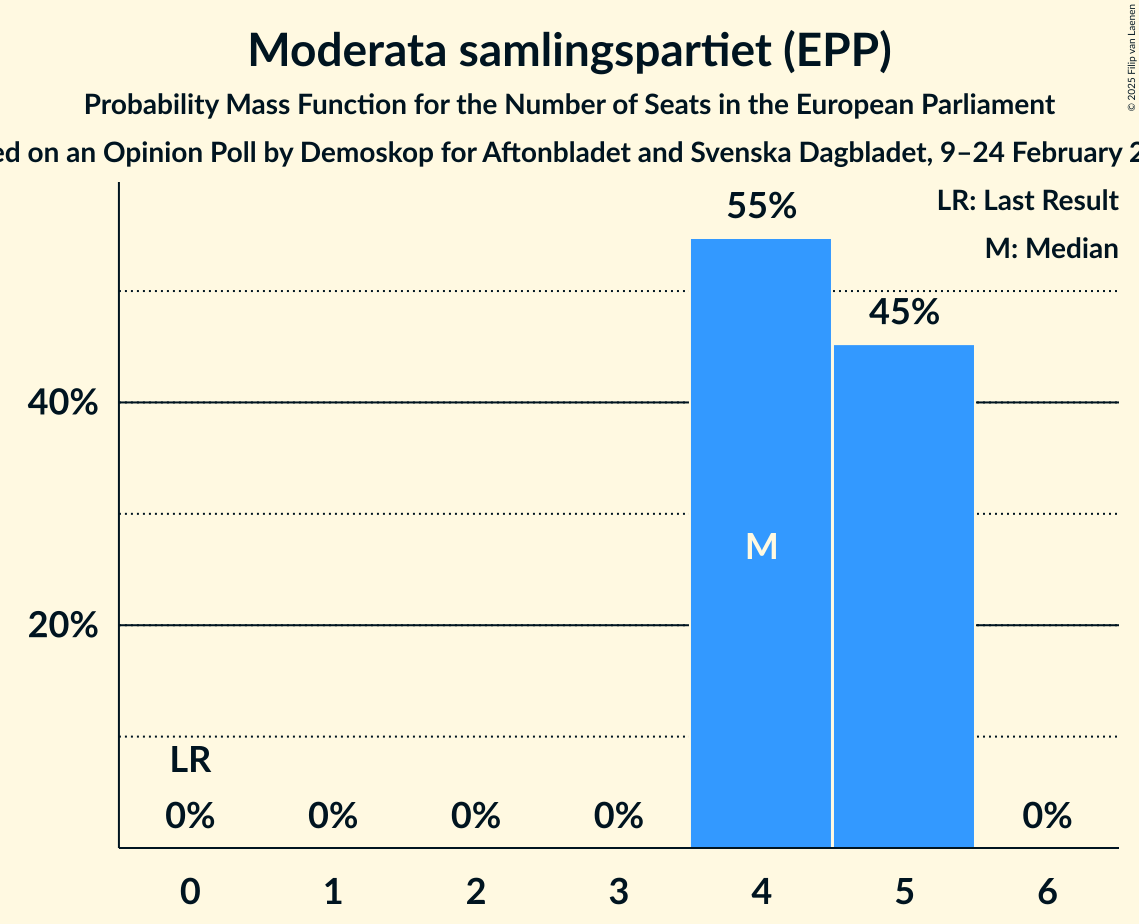 Moderata samlingspartiet (EPP)
Probability Mass Function for the Number of Seats in the European Parliament
on an Opinion Poll by Demoskop for Aftonbladet and Svenska Dagbladet, 9–24 February
© 2025 Filip van Laenen
LR: Last Result
M: Median
55%
45%
40%
M
20%
LR
0% 0% 0% 0% 0%
0 1 2 3 4 5 6